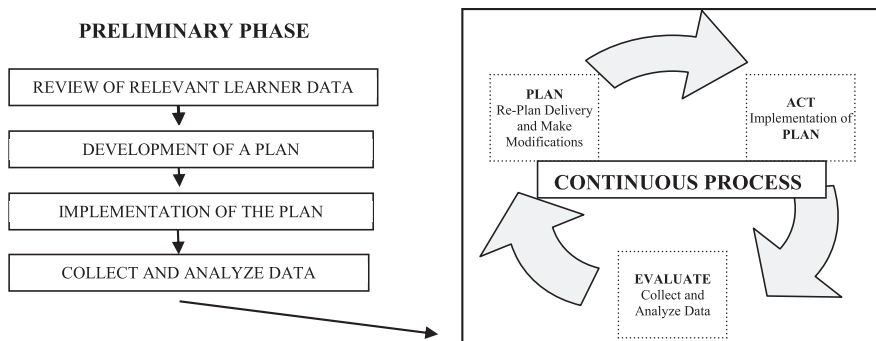 PRELIMINARY PHASE
REVIEW OF RELEVANT LEARNER DATA
DEVELOPMENT OF A PLAN
IMPLEMENTATION OF THE PLAN
COLLECT AND ANALYZE DATA
PLAN
Re-Plan Delivery
and Make
Modifications
ACT
Implementation of
PLAN
CONTINUOUS PROCESS
EVALUATE
Collect and
Analyze Data